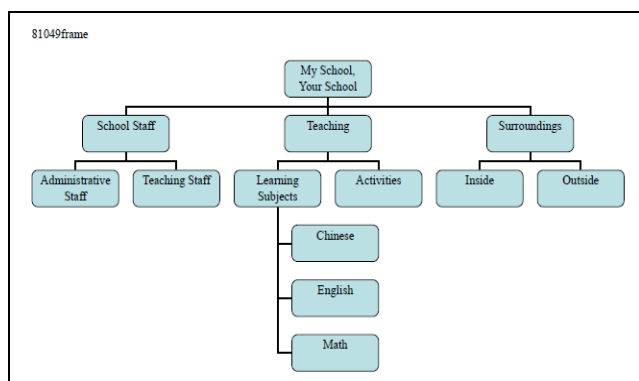 81049frame
My School,
Your School
School Staff
Teaching
Surroundings
Administrative
Staff
Teaching Staff
Learning
Subjects
Activities
Inside
Outside
Chinese
English
Math